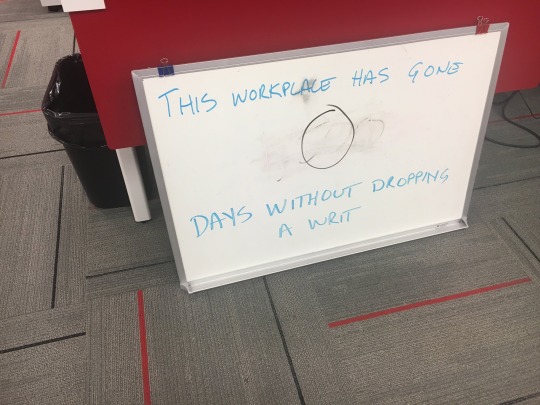 THIS WORKPLACE HAS GONE
0
DAYS WITHOUT DROPPING
A WRIT